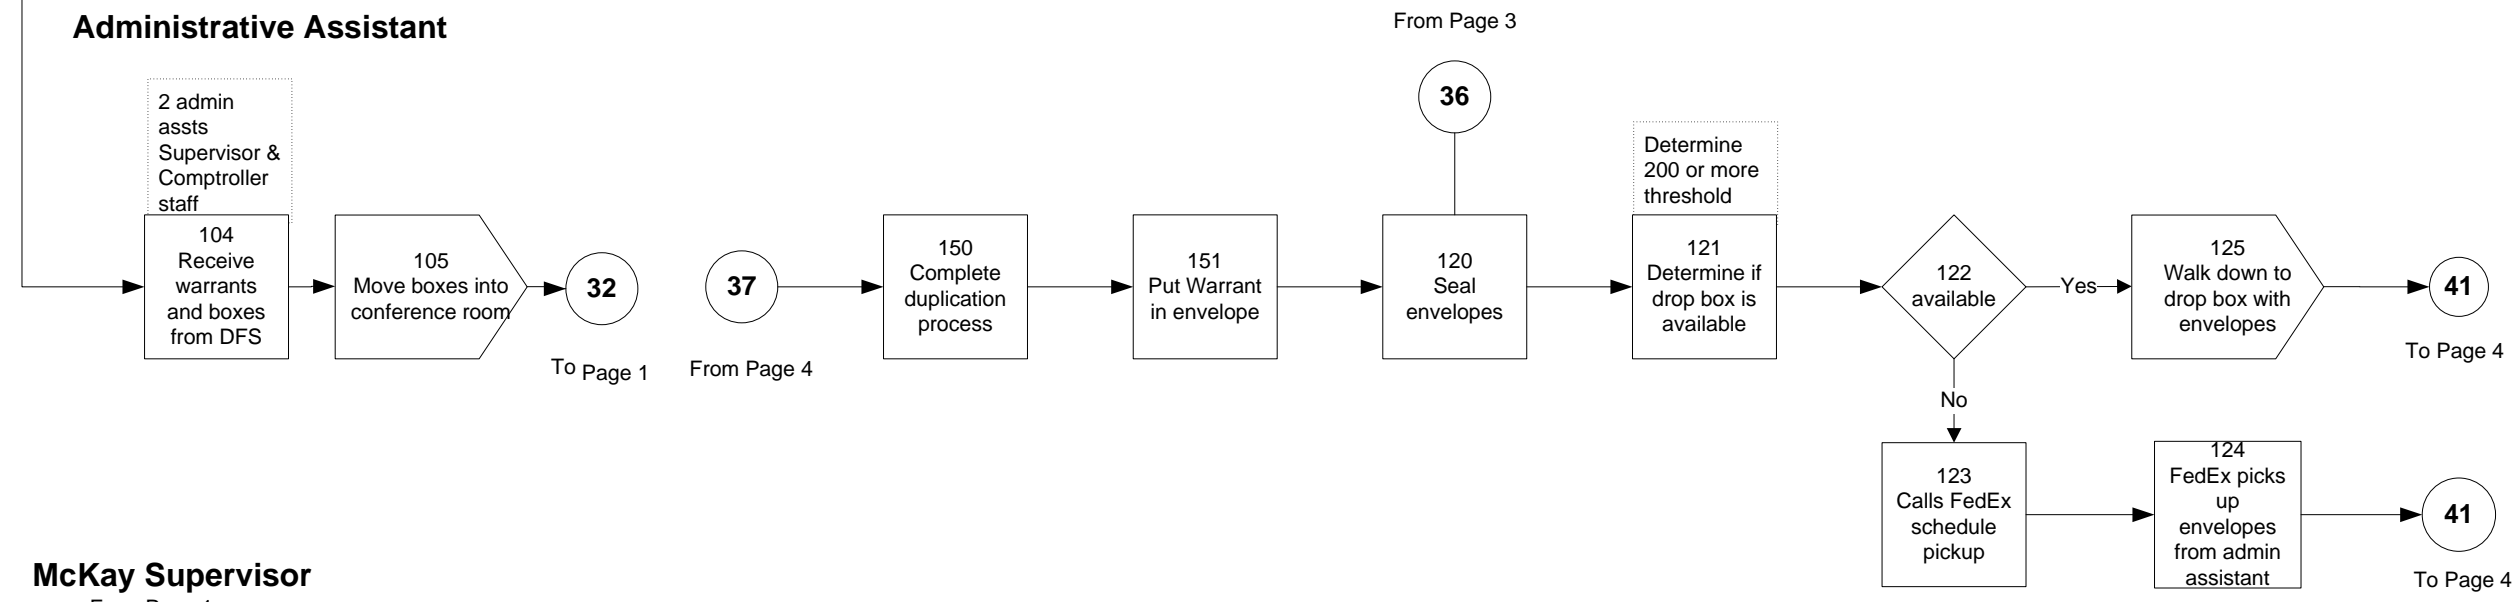 Administrative Assistant
From Page 3
36
2 admin
assts
Supervisor &
Comptroller
staff
104
Receive
warrants
and boxes
from DFS
105
Move boxes into
conference room
32
To Page 1
37
From Page 4
150
Complete
duplication
process
151
Put Warrant
in envelope
120
Seal
envelopes
Determine
200 or more
threshold
121
Determine if
drop box is
available
122
available
Yes
125
Walk down to
drop box with
envelopes
41
To Page 4
No
123
Calls FedEx
schedule
pickup
124
FedEx picks
up
envelopes
from admin
assistant
41
To Page 4
McKay Supervisor